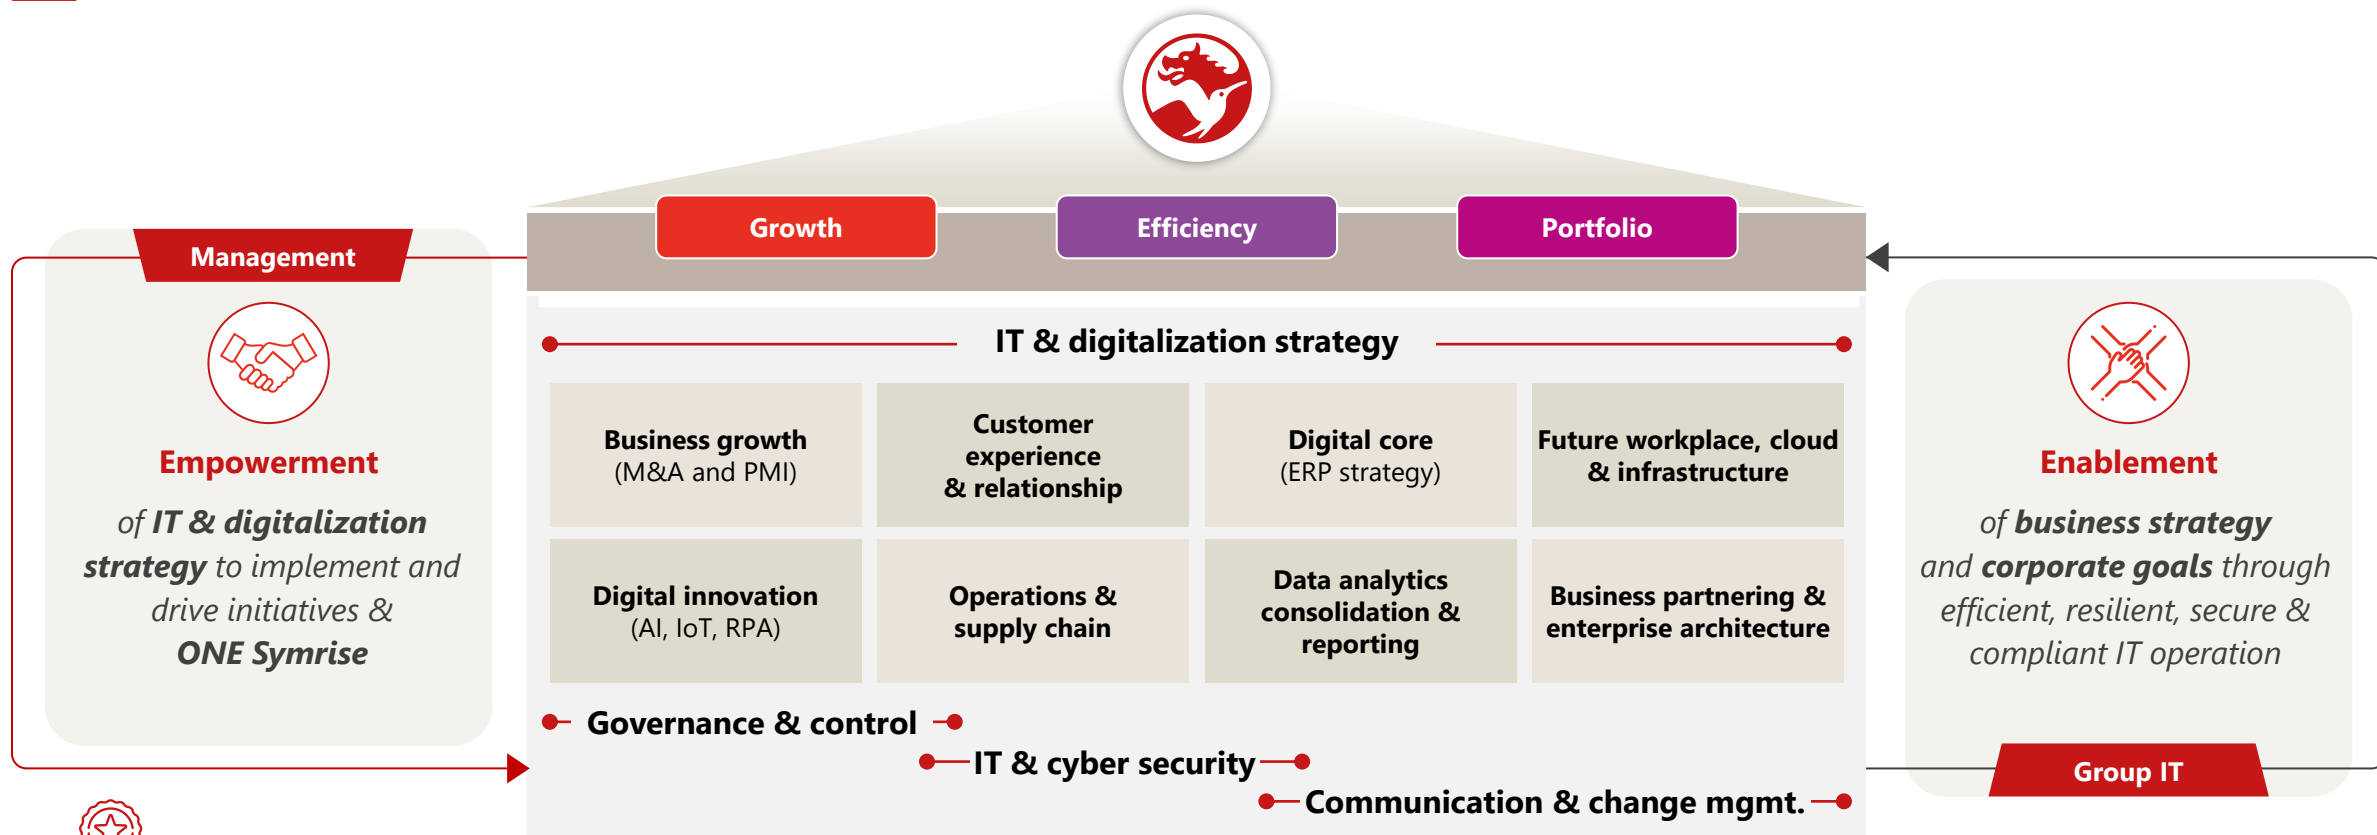 Growth
Efficiency
Portfolio
Management
Empowerment
of IT & digitalization
strategy to implement and
drive initiatives &
ONE Symrise
IT & digitalization strategy
Business growth
(M&A and PMI)
Customer
experience
& relationship
Digital core
(ERP strategy)
Future workplace, cloud
& infrastructure
Digital innovation
(AI, IoT, RPA)
Operations &
supply chain
Data analytics
consolidation &
reporting
Business partnering &
enterprise architecture
Governance & control
IT & cyber security
Communication & change mgmt.
Enablement
of business strategy
and corporate goals through
efficient, resilient, secure &
compliant IT operation
Group IT